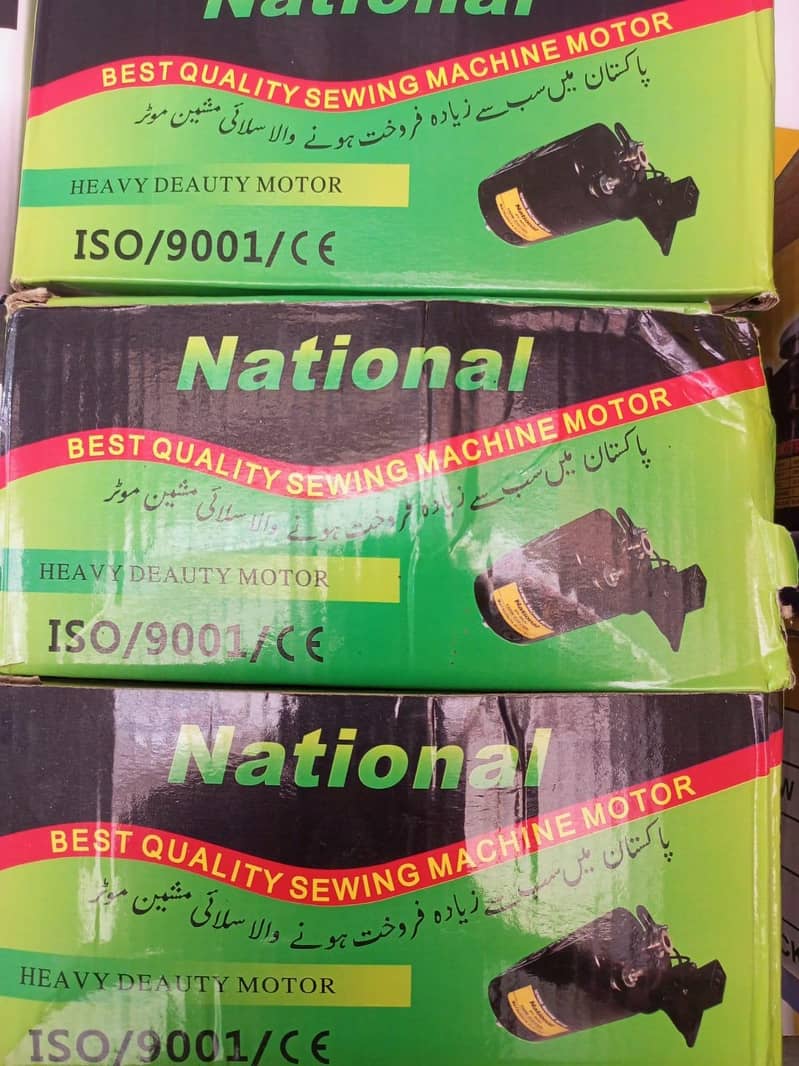 National
BEST QUALITY SEWING MACHINE MOTOR
پاکستان میں سب سے زیادہ فروخت ہونے والا سلائی مشین موٹر
HEAVY DEAUTY MOTOR
ISO/9001/CE
National
National
BEST QUALITY SEWING MACHINE MOTOR
پاکستان میں سب سے زیادہ فروخت ہونے والا سلائی مشین موٹر
HEAVY DEAUTY MOTOR
ISO/9001/CE
National
National
BEST QUALITY SEWING MACHINE MOTOR
پاکستان میں سب سے زیادہ فروخت ہونے والا سلائی مشین موٹر
HEAVY DEAUTY MOTOR
ISO/9001/CE
National